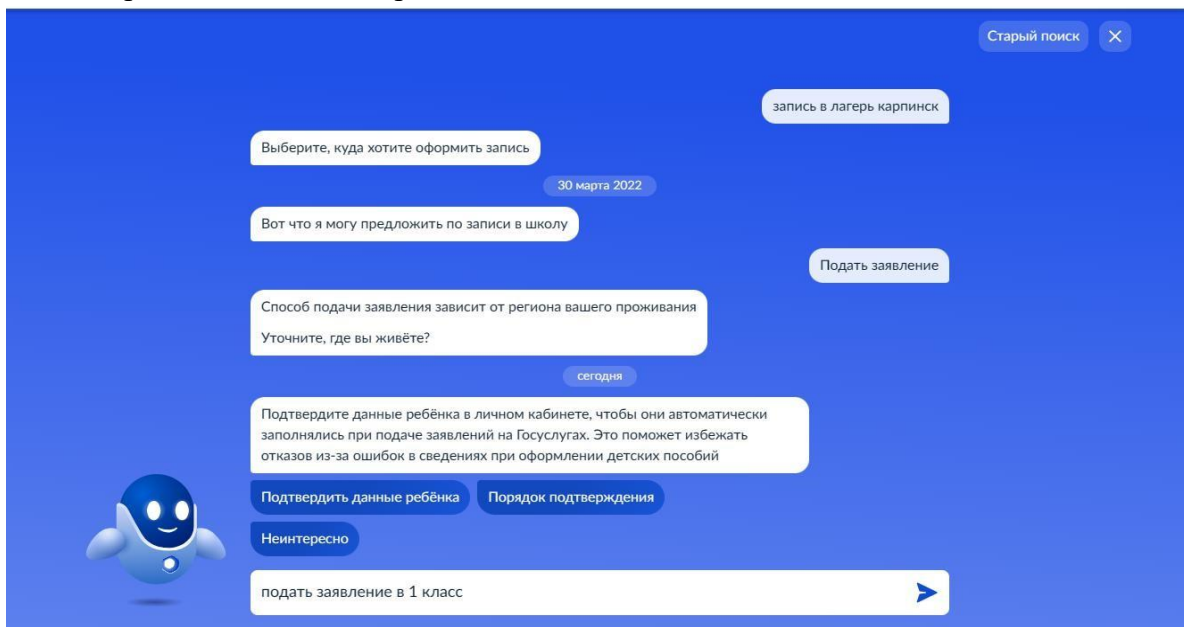 Старый поиск
запись в лагерь карпинск
Выберите, куда хотите оформить запись
30 марта 2022
Вот что я могу предложить по записи в школу
Подать заявление
Способ подачи заявления зависит от региона вашего проживания
Уточните, где вы живёте?
сегодня
Подтвердите данные ребёнка в личном кабинете, чтобы они автоматически
заполнялись при подаче заявлений на Госуслугах. Это поможет избежать
отказов из-за ошибок в сведениях при оформлении детских пособий
Подтвердить данные ребёнка Порядок подтверждения
Неинтересно
подать заявление в 1 класс